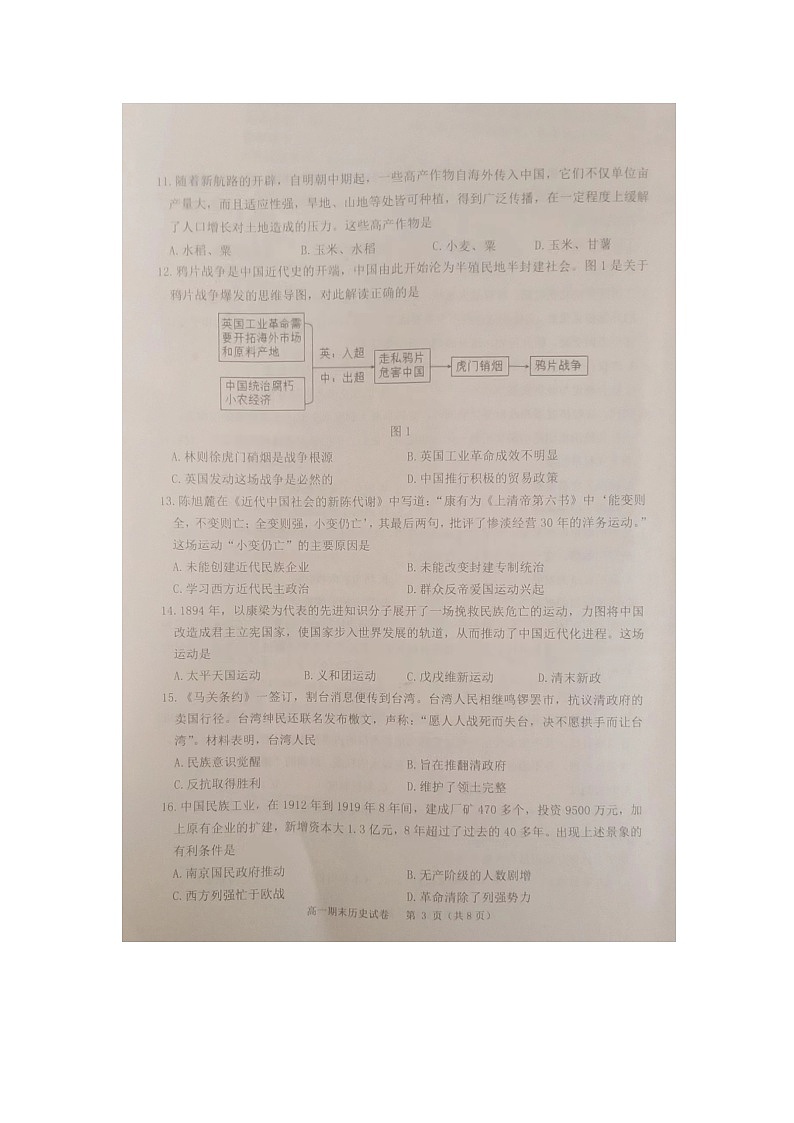 11.随着新航路的开辟，自明朝中期起，一些高产作物自海外传入中国，它们不仅单位亩
产量大，而且适应性强，旱地、山地等处皆可种植，得到广泛传播，在一定程度上缓解
了人口增长对土地造成的压力。这些高产作物是
A.水稻、粟 B.玉米、水稻 C.小麦、粟 D.玉米、甘薯
12.鸦片战争是中国近代史的开端，中国由此开始沦为半殖民地半封建社会。图1是关于
鸦片战争爆发的思维导图，对此解读正确的是
英国工业革命需
要开拓海外市场
和原料产地
中国统治腐朽
小农经济
英：入超
中：出超
走私鸦片
危害中国
虎门销烟
鸦片战争
图1
A.林则徐虎门硝烟是战争根源 B.英国工业革命成效不明显
C.英国发动这场战争是必然的 D.中国推行积极的贸易政策
13.陈旭麓在《近代中国社会的新陈代谢》中写道：“康有为《上清帝第六书》中‘能变则
全，不变则亡；全变则强，小变仍亡’，其最后两句，批评了惨淡经营30年的洋务运动。”
这场运动“小变仍亡”的主要原因是
A.未能创建近代民族企业 B.未能改变封建专制统治
C.学习西方近代民主政治 D.群众反帝爱国运动兴起
14.1894年，以康梁为代表的先进知识分子展开了一场挽救民族危亡的运动，力图将中国
改造成君主立宪国家，使国家步入世界发展的轨道，从而推动了中国近代化进程。这场
运动是
A.太平天国运动 B.义和团运动 C.戊戌维新运动 D.清末新政
15.《马关条约》一签订，割台消息便传到台湾。台湾人民相继鸣锣罢市，抗议清政府的
卖国行径。台湾绅民还联名发布檄文，声称：“愿人人战死而失台，决不愿拱手而让台
湾”。材料表明，台湾人民
A.民族意识觉醒 B.旨在推翻清政府
C.反抗取得胜利 D.维护了领土完整
16.中国民族工业，在1912年到1919年8年间，建成厂矿470多个，投资9500万元，加
上原有企业的扩建，新增资本大1.3亿元，8年超过了过去的40多年。出现上述景象的
有利条件是
A.南京国民政府推动 B.无产阶级的人数剧增
C.西方列强忙于欧战 D.革命清除了列强势力
高一期末历史试卷 第 3 页（共8页）